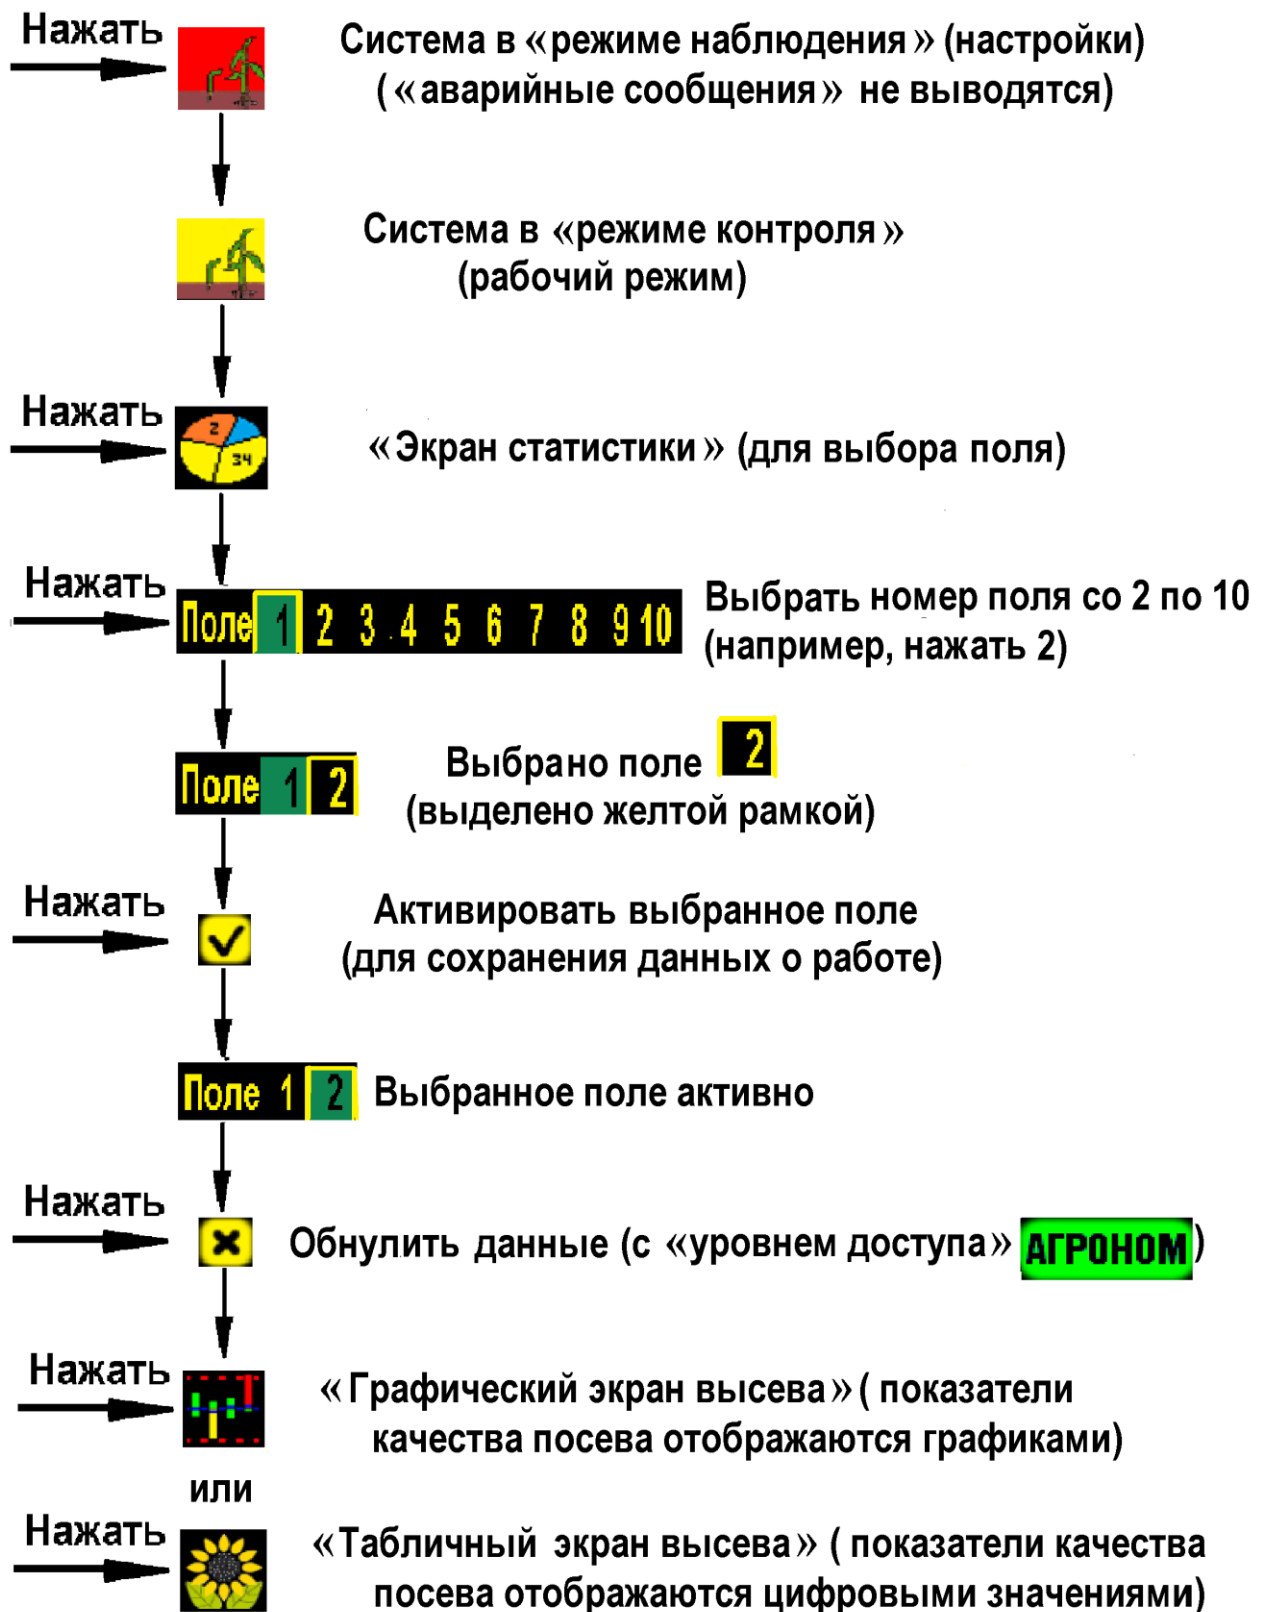 Нажать
Система в «режиме наблюдения» (настройки)
(«аварийные сообщения» не выводятся)
Система в «режиме контроля»
(рабочий режим)
Нажать
2
34
«Экран статистики» (для выбора поля)
Нажать
Поле 1 2 3 4 5 6 7 8 9 10
Выбрать номер поля со 2 по 10
(например, нажать 2)
Поле 1 2
Выбрано поле 2
(выделено желтой рамкой)
Нажать
Активировать выбранное поле
(для сохранения данных о работе)
Поле 1 2 Выбранное поле активно
Нажать
Обнулить данные (с «уровнем доступа» АГРОНОМ)
Нажать
«Графический экран высева» ( показатели
качества посева отображаются графиками)
или
Нажать
«Табличный экран высева» ( показатели качества
посева отображаются цифровыми значениями)